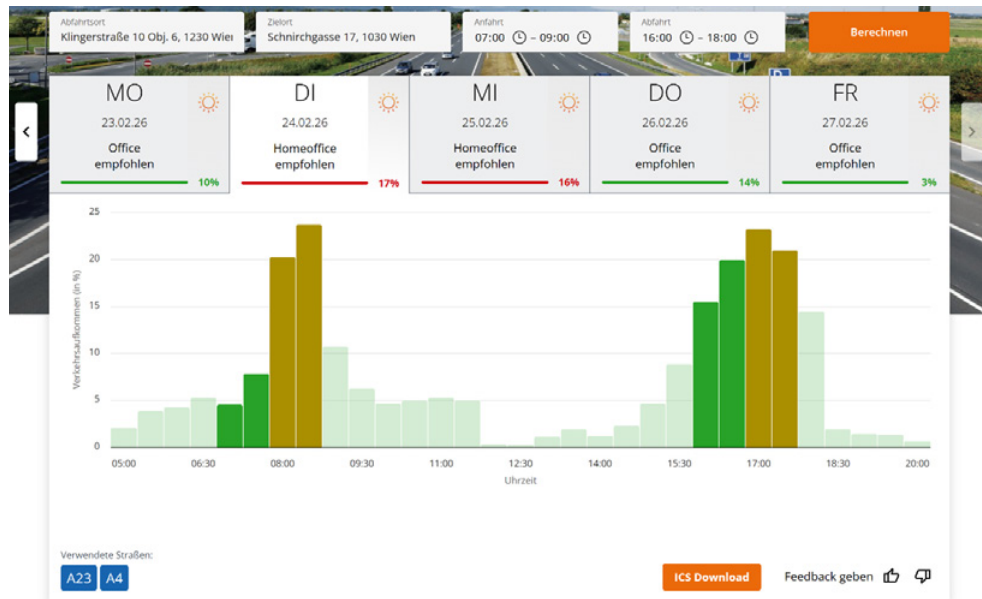 Abfahrtsort
Klingerstraße 10 Obj. 6, 1230 Wier
Zielort
Schnirchgasse 17, 1030 Wien
Anfahrt
07:00 – 09:00
Abfahrt
16:00 – 18:00
Berechnen
MO
23.02.26
Office
empfohlen
10%
DI
24.02.26
Homeoffice
empfohlen
17%
MI
25.02.26
Homeoffice
empfohlen
16%
DO
26.02.26
Office
empfohlen
14%
FR
27.02.26
Office
empfohlen
3%
Verkehrsaufkommen (in %)
25
20
15
10
5
0
05:00 06:30 08:00 09:30 11:00 12:30 14:00 15:30 17:00 18:30 20:00
Uhrzeit
Verwendete Straßen:
A23 A4
ICS Download
Feedback geben